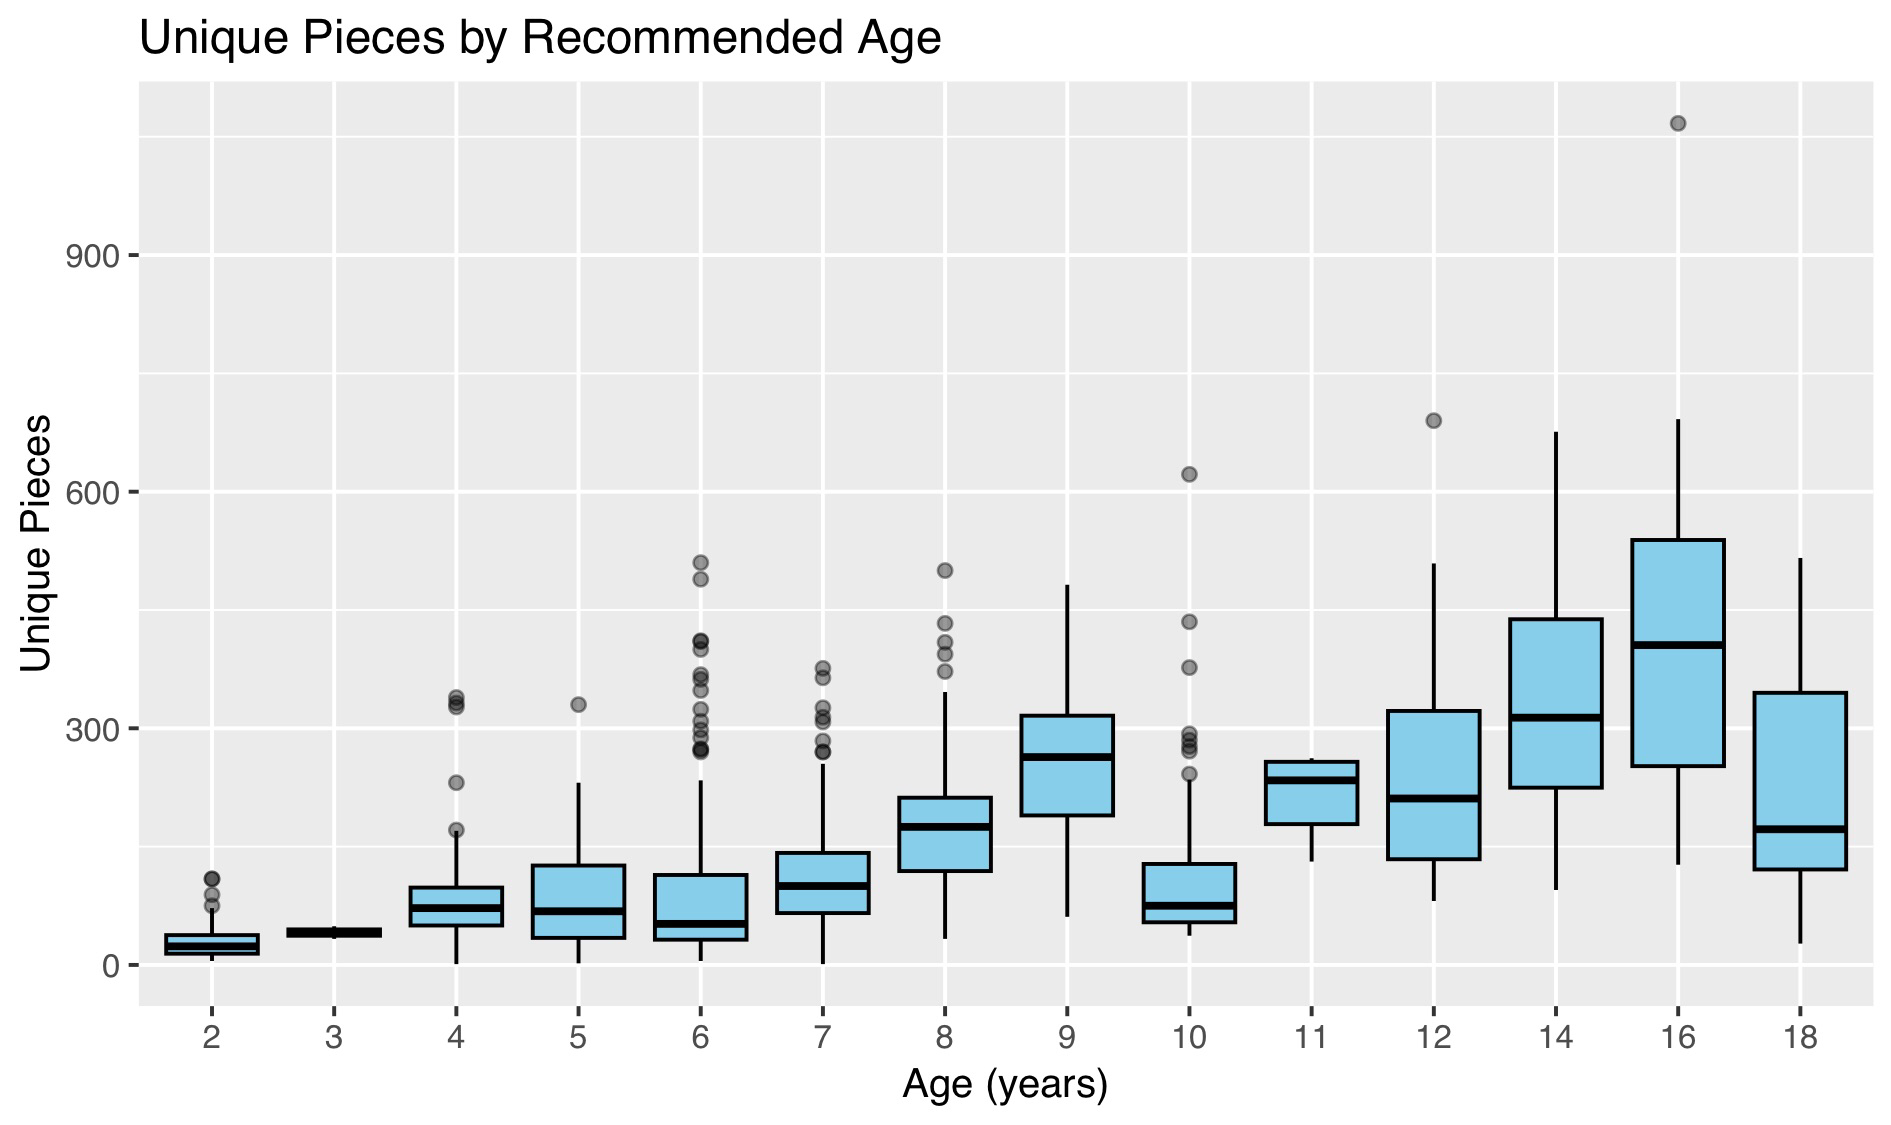 Unique Pieces by Recommended Age
Unique Pieces
900
600
300
0
2 3 4 5 6 7 8 9 10 11 12 14 16 18
Age (years)